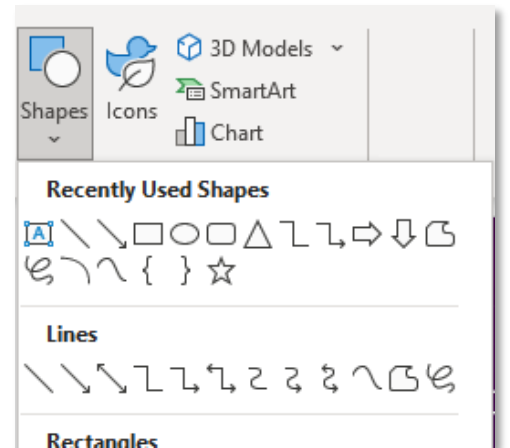 3D Models
SmartArt
Shapes Icons
Chart
Recently Used Shapes
A
Lines
Rectangles